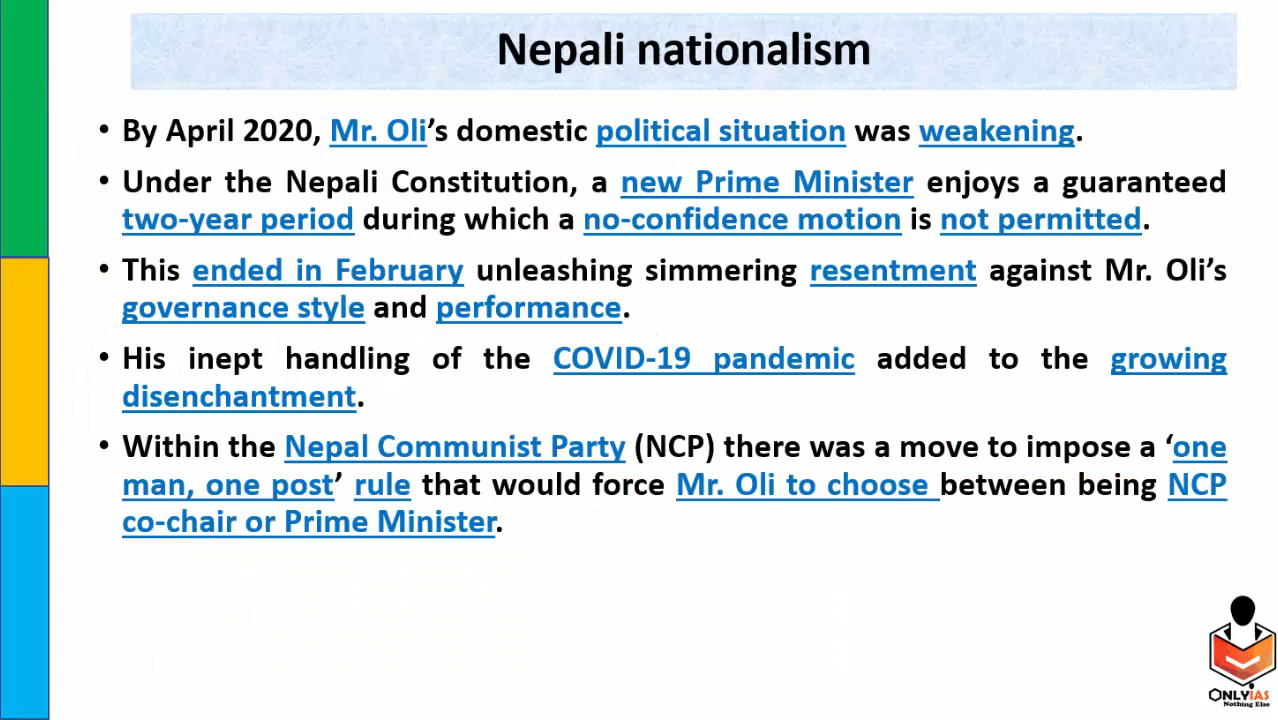 Nepali nationalism
• By April 2020, Mr. Oli’s domestic political situation was weakening.
• Under the Nepali Constitution, a new Prime Minister enjoys a guaranteed
two-year period during which a no-confidence motion is not permitted.
• This ended in February unleashing simmering resentment against Mr. Oli’s
governance style and performance.
• His inept handling of the COVID-19 pandemic added to the growing
disenchantment.
• Within the Nepal Communist Party (NCP) there was a move to impose a ‘one
man, one post’ rule that would force Mr. Oli to choose between being NCP
co-chair or Prime Minister.
ONLYIAS
Nothing Else